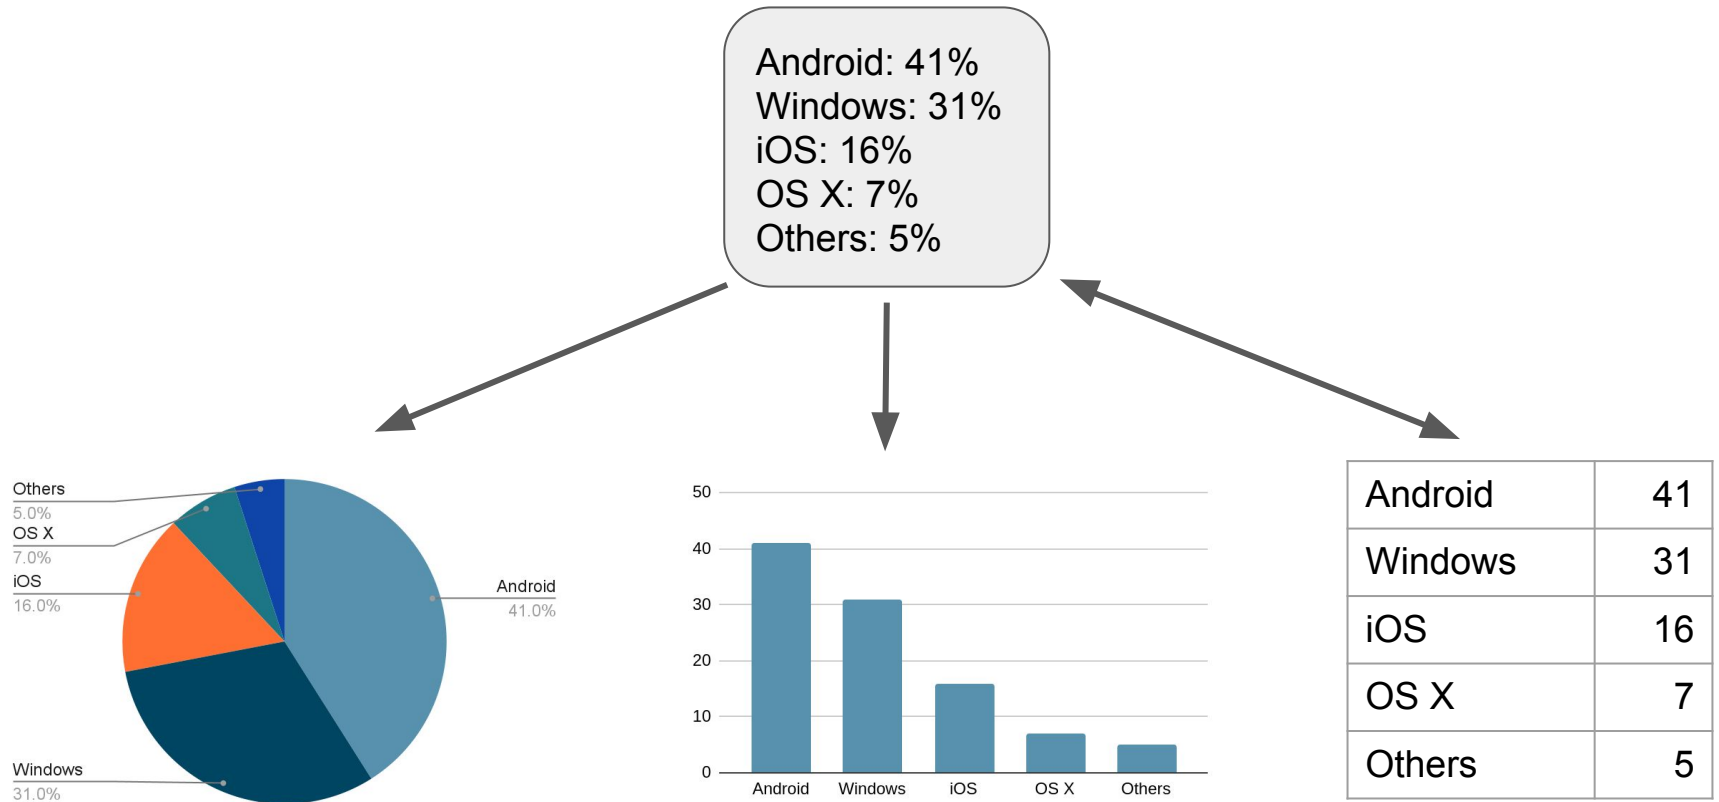 Android: 41%
Windows: 31%
iOS: 16%
OS X: 7%
Others: 5%
Others
5.0%
OS X
7.0%
iOS
16.0%
Android
41.0%
Windows
31.0%
50
40
30
20
10
0
Android Windows iOS OS X Others
Android 41
Windows 31
iOS 16
OS X 7
Others 5